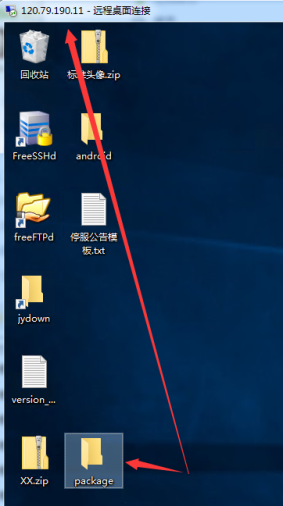 120.79.190.11 - 远程桌面连接
回收站
标准头像.zip
FreeSSHd
android
freeFTPd
停服公告模
板.txt
jydown
version_...
XX.zip
package